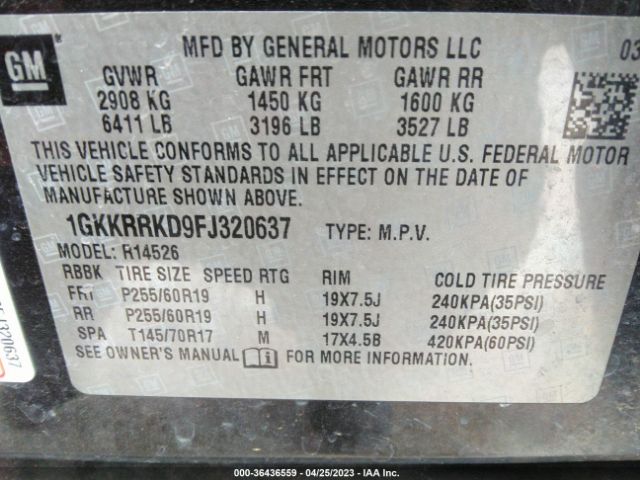 GM
MFD BY GENERAL MOTORS LLC 03
GVWR GAWR FRT GAWR RR
2908 KG 1450 KG 1600 KG
6411 LB 3196 LB 3527 LB
THIS VEHICLE CONFORMS TO ALL APPLICABLE U.S. FEDERAL MOTOR
VEHICLE SAFETY STANDARDS IN EFFECT ON THE DATE OF
MANUFACTURE SHOWN ABOVE.
1GKKRRKD9FJ320637 TYPE: M.P.V.
MODEL: R14526
RBBK TIRE SIZE SPEED RTG RIM COLD TIRE PRESSURE
FRT P255/60R19 H 19X7.5J 240KPA(35PSI)
RR P255/60R19 H 19X7.5J 240KPA(35PSI)
SPA T145/70R17 M 17X4.5B 420KPA(60PSI)
SEE OWNER'S MANUAL FOR MORE INFORMATION.
J320637
000-36436559 - 04/25/2023 - IAA Inc.